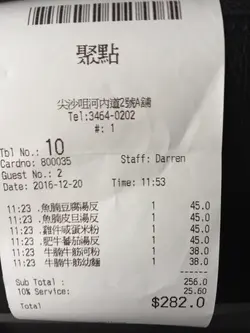 聚點
尖沙咀河內道2號A舖
Tel:3464-0202
#: 1
Tbl No.: 10
Cardno: 800035 Staff: Darren
Guest No.: 2
Date: 2016-12-20 Time: 11:53
11:23 .魚腩豆腐湯反 1 45.0
11:23 .魚腩皮旦湯反 1 45.0
11:23 .雞件或蛋米粉 1 45.0
11:23 .肥牛蕃茄湯反 1 45.0
11:23 牛腩牛筋河粉 1 38.0
11:23 牛腩牛筋幼麵 1 38.0
Sub Total : 256.0
10% Service: 25.60
Total $282.0